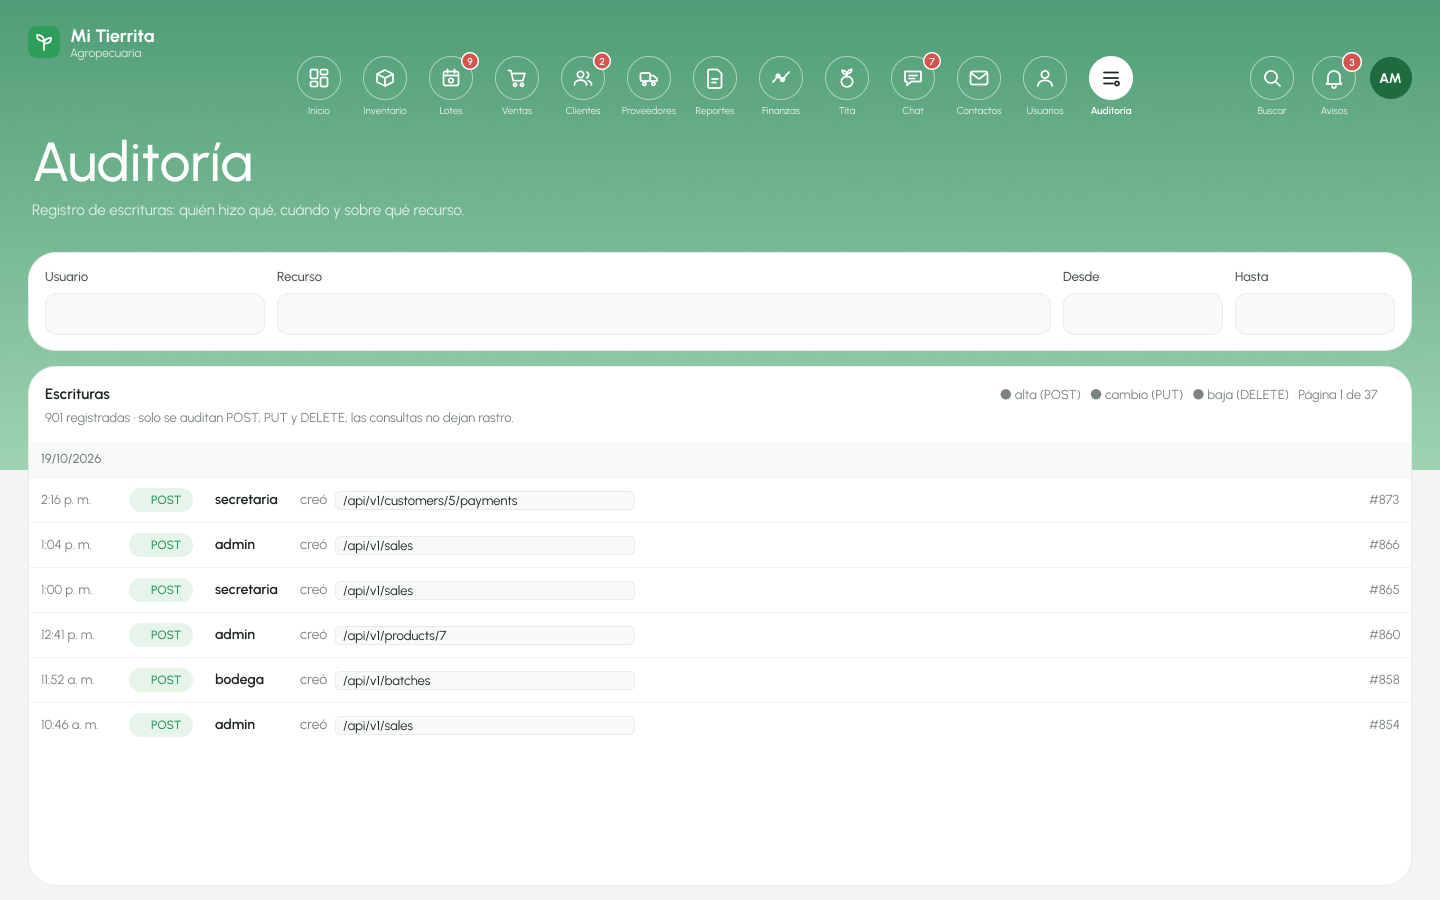 Mi Tierrita
Agropecuaria
9
2
7
3
AM
Inicio
Inventario
Lotes
Ventas
Clientes
Proveedores
Reportes
Finanzas
Tita
Chat
Contactos
Usuarios
Auditoría
Buscar
Avisos
Auditoría
Registro de escrituras: quién hizo qué, cuándo y sobre qué recurso.
Usuario
Recurso
Desde
Hasta
Escrituras
alta (POST) cambio (PUT) baja (DELETE) Página 1 de 37
901 registradas · solo se auditan POST, PUT y DELETE; las consultas no dejan rastro.
19/10/2026
2:16 p. m. POST secretaria creó /api/v1/customers/5/payments #873
1:04 p. m. POST admin creó /api/v1/sales #866
1:00 p. m. POST secretaria creó /api/v1/sales #865
12:41 p. m. POST admin creó /api/v1/products/7 #860
11:52 a. m. POST bodega creó /api/v1/batches #858
10:46 a. m. POST admin creó /api/v1/sales #854